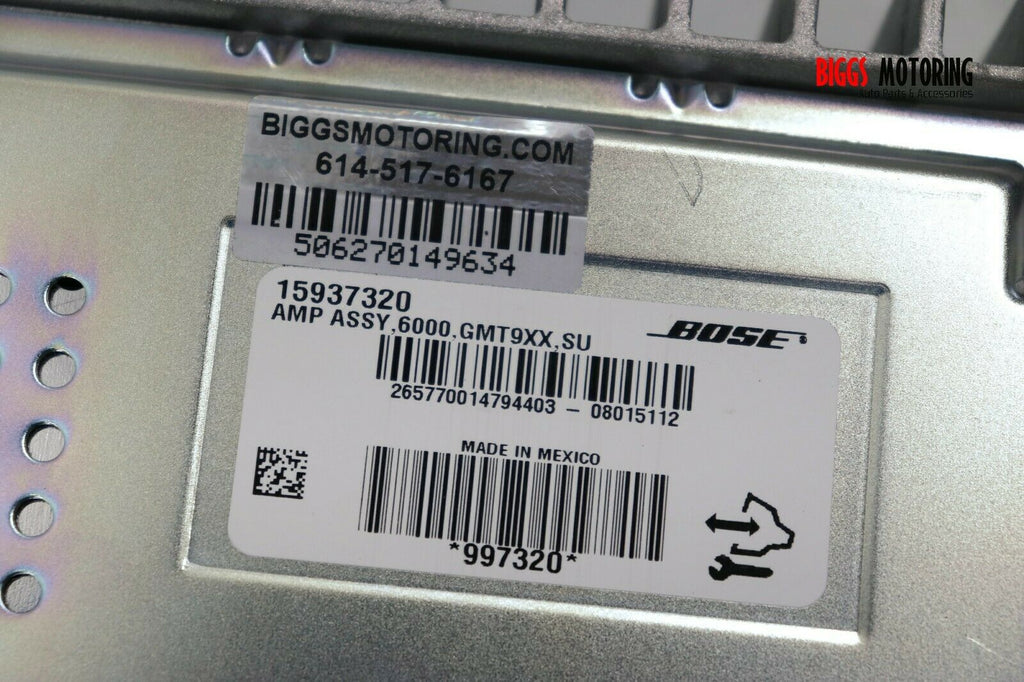 BIGGS MOTORING
Auto Parts & Accessories
BIGGSMOTORING.COM
614-517-6167
506270149634
15937320
AMP ASSY,6000,GMT9XX,SU
BOSE
265770014794403 - 08015112
MADE IN MEXICO
*997320*